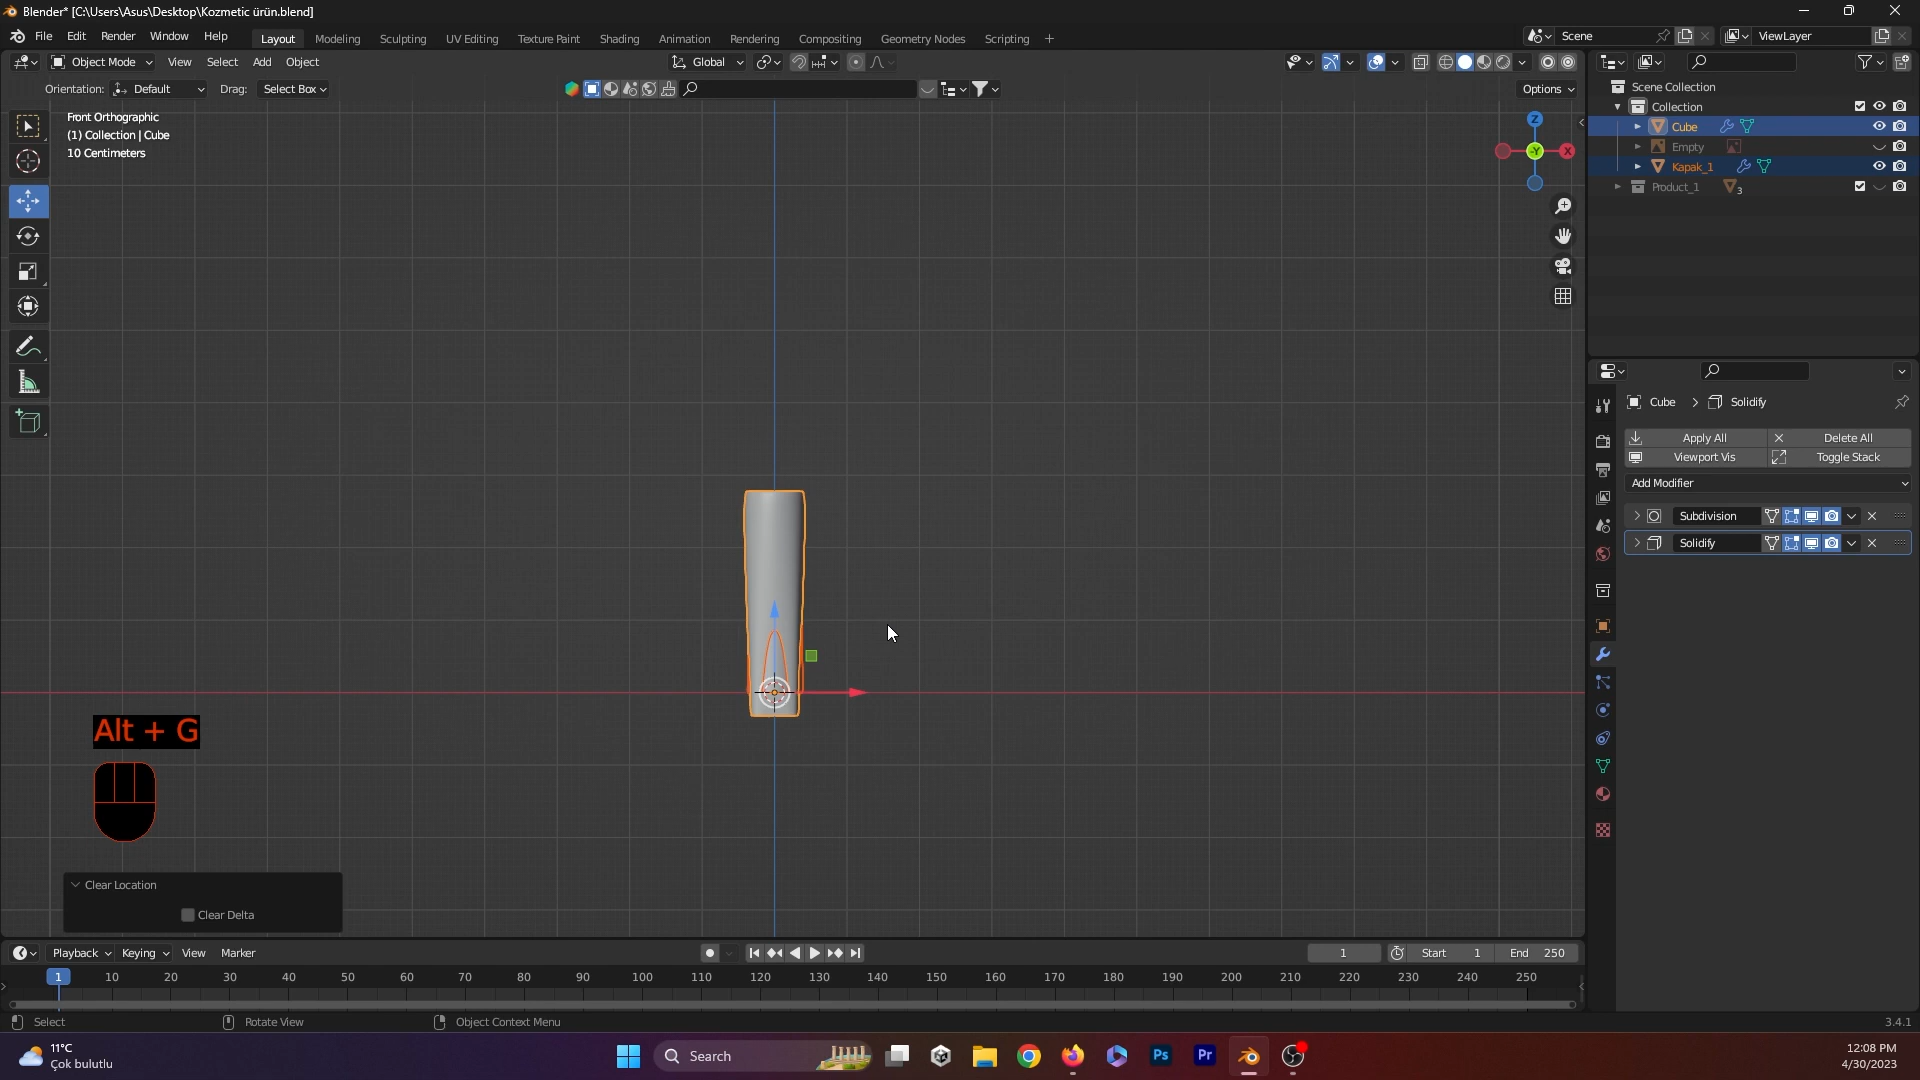 Blender* [C:\Users\Asus\Desktop\Kozmetic ürün.blend]
File Edit Render Window Help Layout Modeling Sculpting UV Editing Texture Paint Shading Animation Rendering Compositing Geometry Nodes Scripting + Scene ViewLayer
Object Mode View Select Add Object Global
Orientation: Default Drag: Select Box Options
Front Orthographic
(1) Collection | Cube
10 Centimeters
Z
-Y
X
Scene Collection
Collection
Cube
Empty
Kapak_1
Product_1 3
Cube > Solidify
Apply All Delete All
Viewport Vis Toggle Stack
Add Modifier
Subdivision
Solidify
Alt + G
Clear Location
Clear Delta
Playback Keying View Marker 1 Start 1 End 250
1 10 20 30 40 50 60 70 80 90 100 110 120 130 140 150 160 170 180 190 200 210 220 230 240 250
Select Rotate View Object Context Menu 3.4.1
11°C
Çok bulutlu
Search
Ps
Pr
12:08 PM
4/30/2023